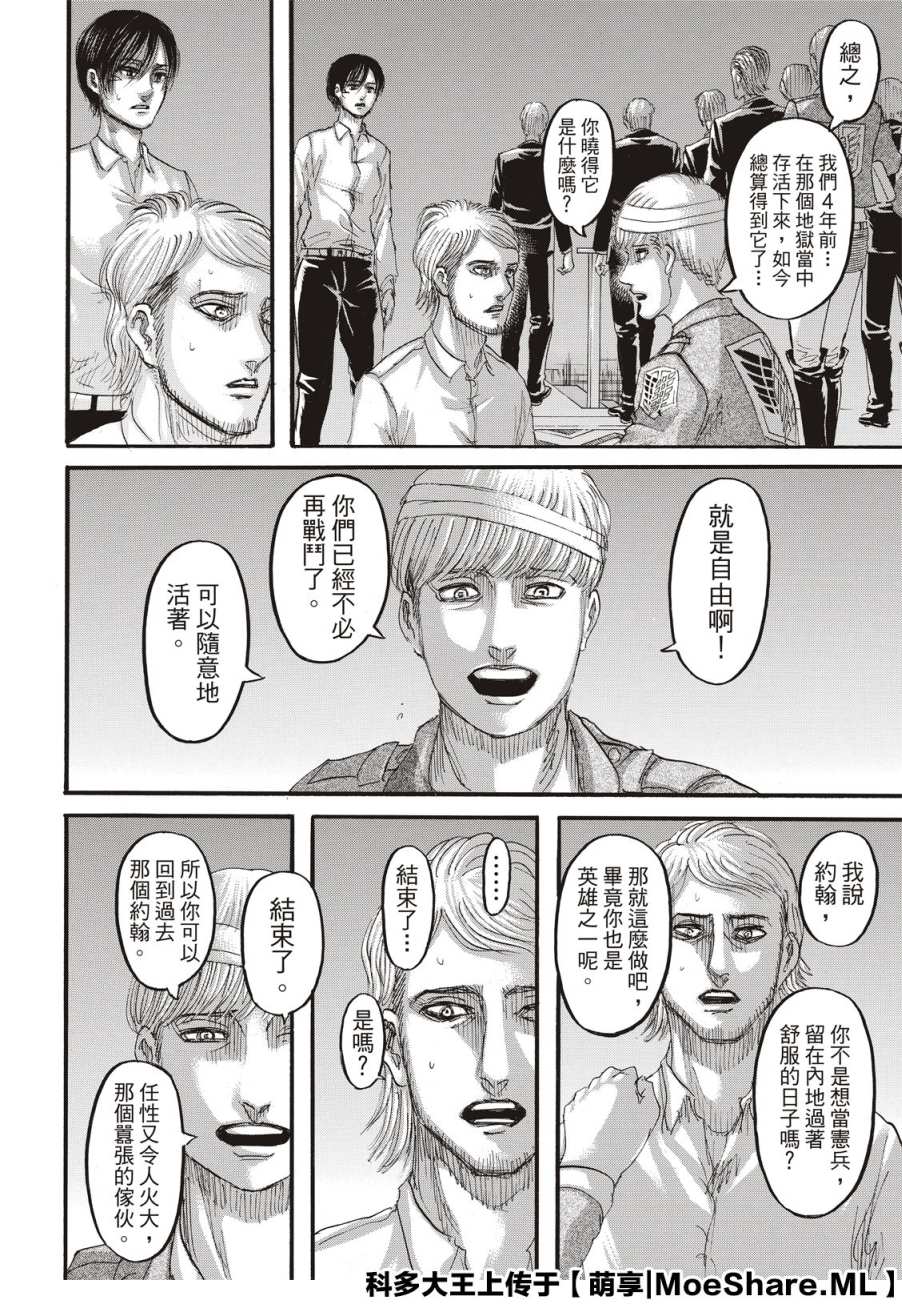 總之，
我們4年前…
在那個地獄當中
存活下來，如今
總算得到它了…
你曉得它
是什麼嗎？
就是自由啊！
你們已經不必
再戰鬥了。
可以隨意地
活著。
我說
約翰，
你不是想當憲兵，
留在內地過著
舒服的日子嗎？
那就這麼做吧，
畢竟你也是
英雄之一呢。
……
結束了…
是嗎？
結束了。
所以你可以
回到過去
那個約翰。
任性又令人火大，
那個囂張的傢伙。
科多大王上传于【萌享|MoeShare.ML】